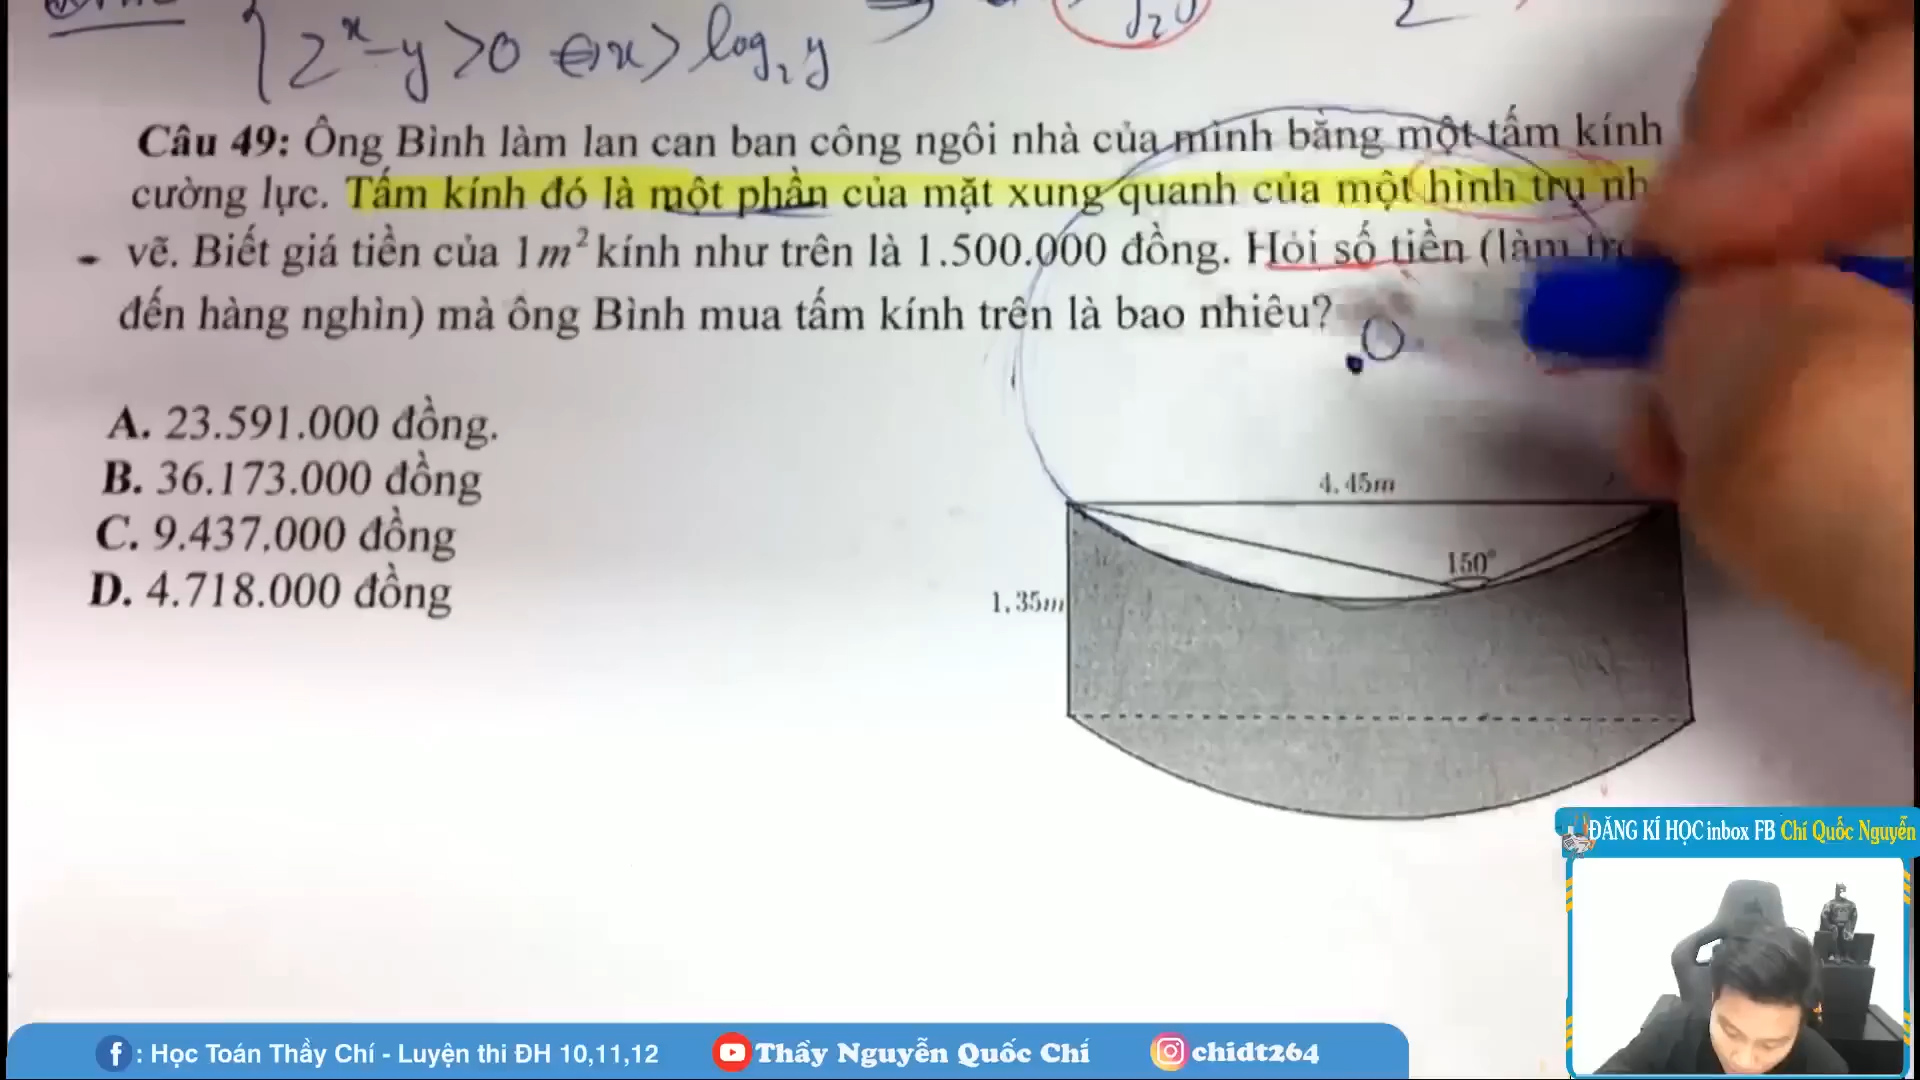 2^x - y > 0 ⇔ x > log_2 y
Câu 49: Ông Bình làm lan can ban công ngôi nhà của mình bằng một tấm kính
cường lực. Tấm kính đó là một phần của mặt xung quanh của một hình trụ nh
vẽ. Biết giá tiền của 1m² kính như trên là 1.500.000 đồng. Hỏi số tiền (làm
đến hàng nghìn) mà ông Bình mua tấm kính trên là bao nhiêu?
O
A. 23.591.000 đồng.
B. 36.173.000 đồng
C. 9.437.000 đồng
D. 4.718.000 đồng
4,45m
150°
1,35m
ĐĂNG KÍ HỌC inbox FB Chí Quốc Nguyễn
f : Học Toán Thầy Chí - Luyện thi ĐH 10,11,12
Thầy Nguyễn Quốc Chí
chidt264